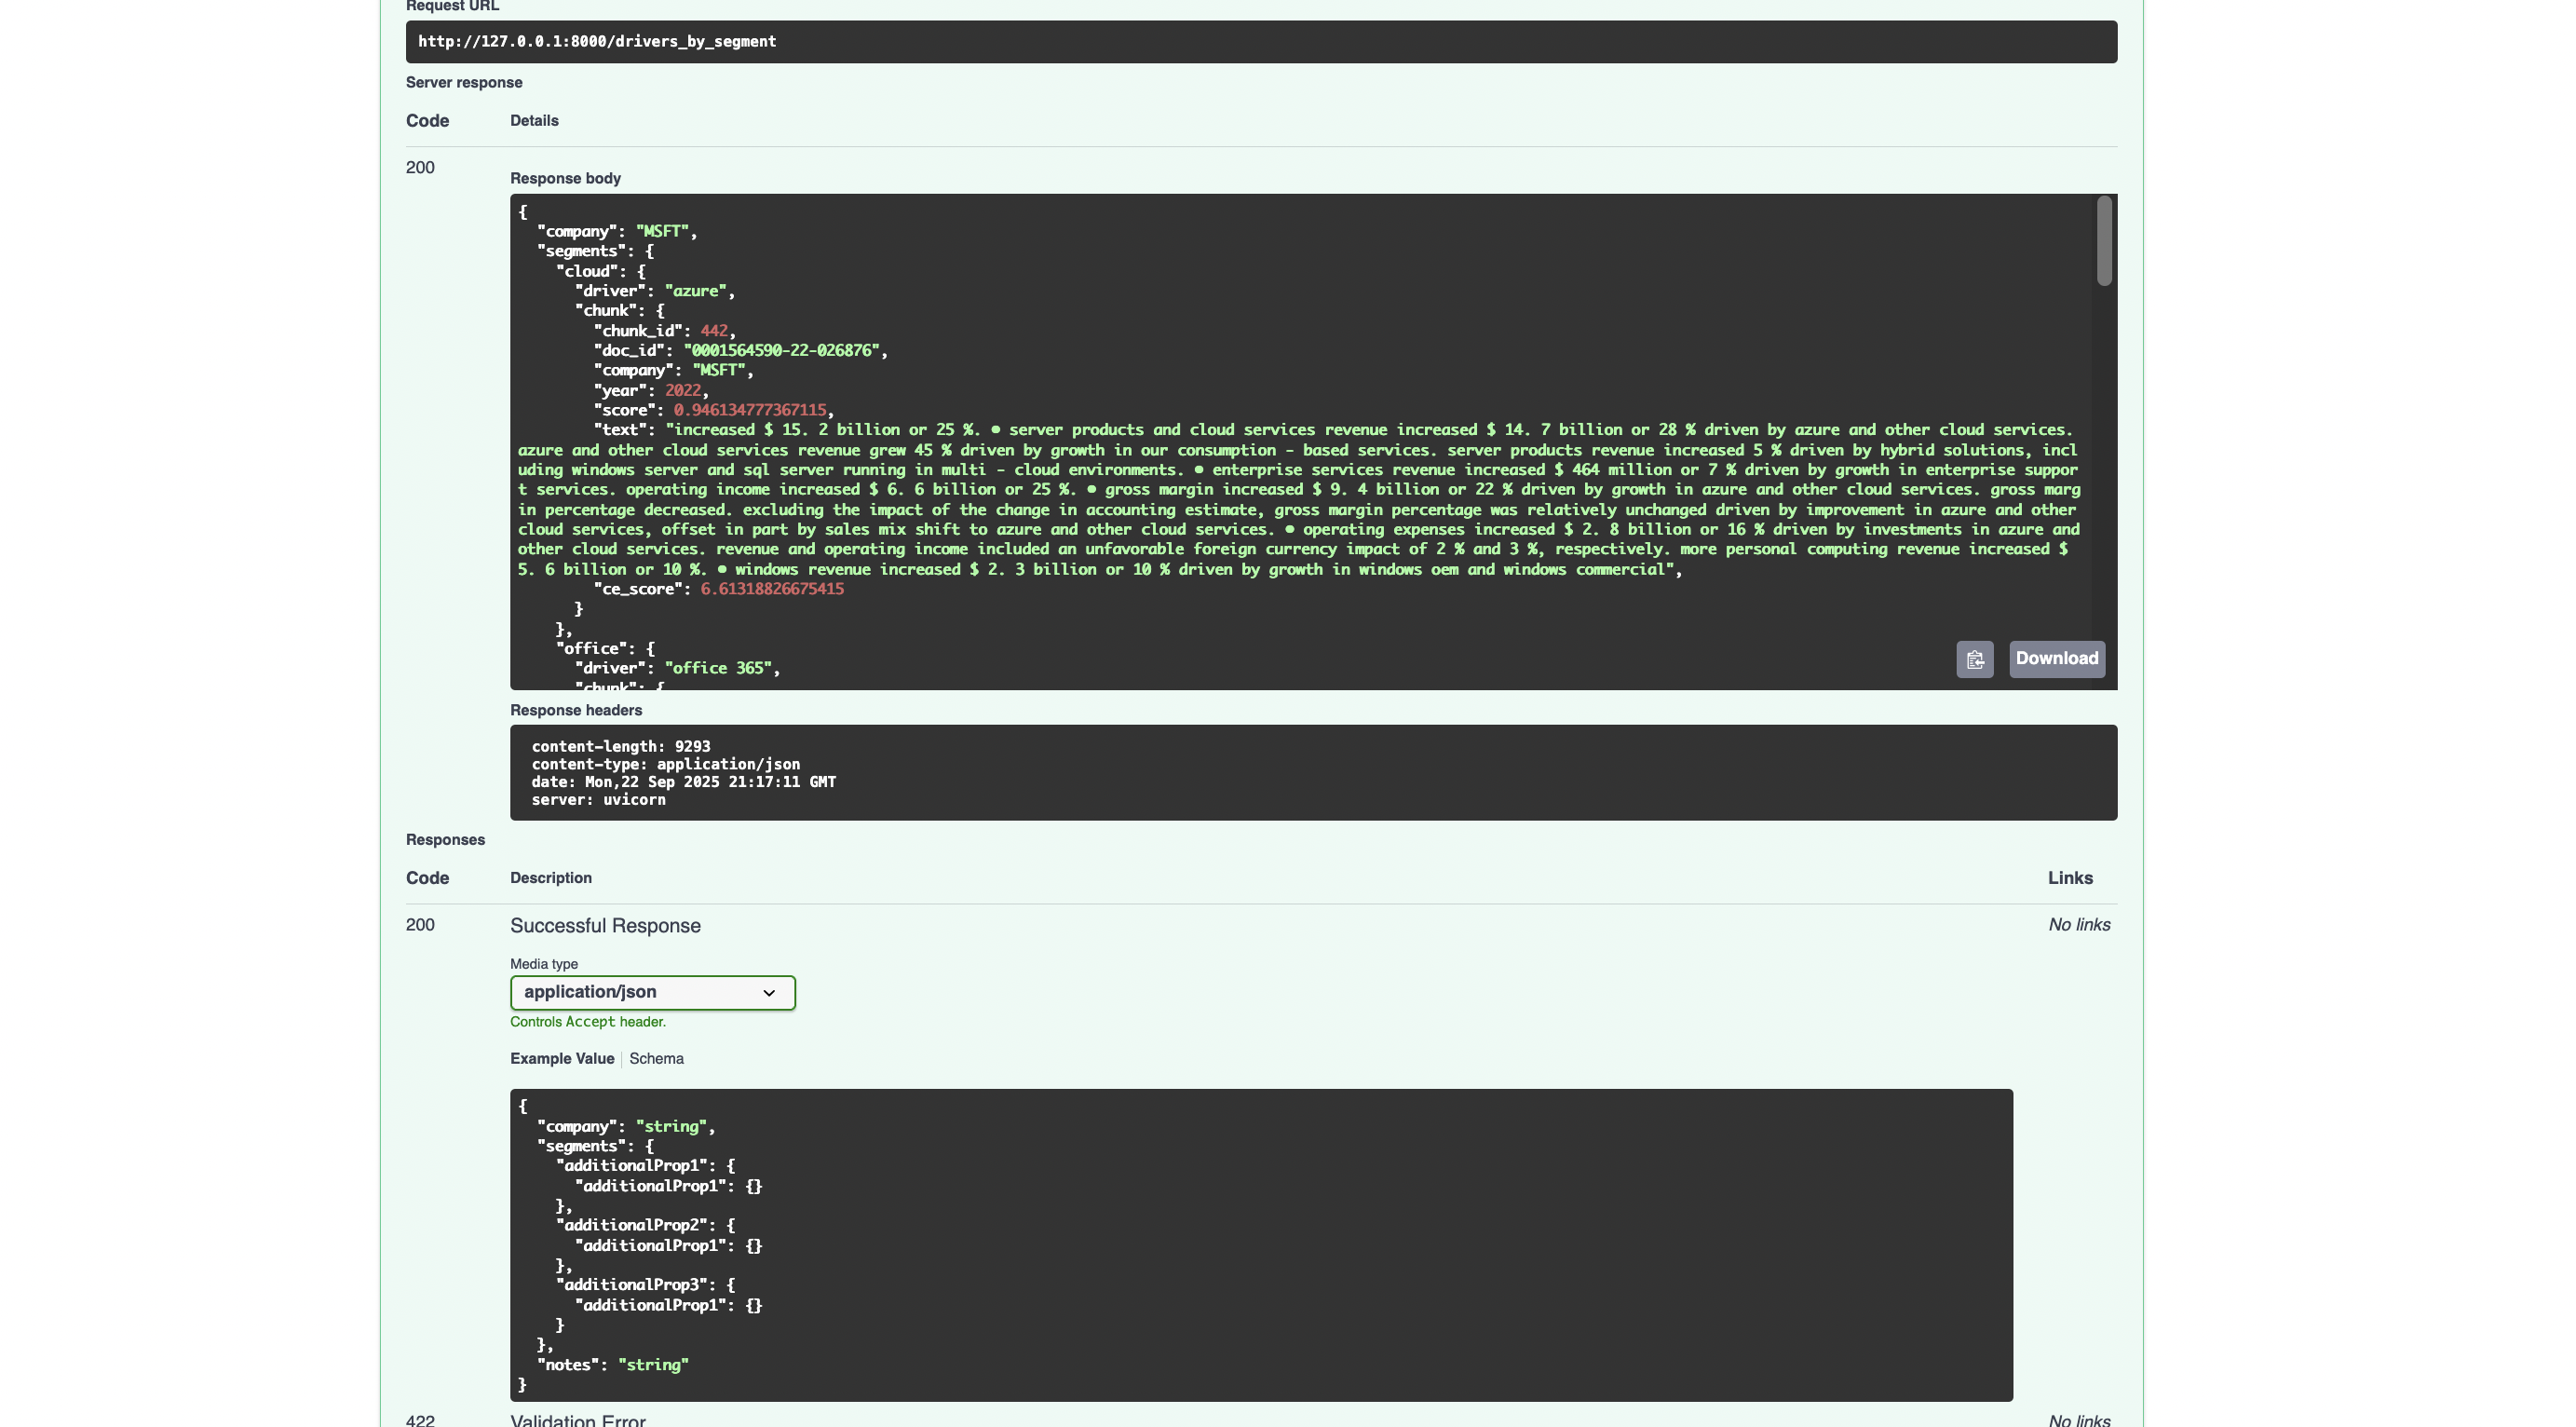 Request URL
http://127.0.0.1:8000/drivers_by_segment
Server response
Code Details
200
Response body
{
"company": "MSFT",
"segments": {
"cloud": {
"driver": "azure",
"chunk": {
"chunk_id": 442,
"doc_id": "0001564590-22-026876",
"company": "MSFT",
"year": 2022,
"score": 0.946134777367115,
"text": "increased $ 15. 2 billion or 25 %. • server products and cloud services revenue increased $ 14. 7 billion or 28 % driven by azure and other cloud services.
azure and other cloud services revenue grew 45 % driven by growth in our consumption - based services. server products revenue increased 5 % driven by hybrid solutions, incl
uding windows server and sql server running in multi - cloud environments. • enterprise services revenue increased $ 464 million or 7 % driven by growth in enterprise suppor
t services. operating income increased $ 6. 6 billion or 25 %. • gross margin increased $ 9. 4 billion or 22 % driven by growth in azure and other cloud services. gross marg
in percentage decreased. excluding the impact of the change in accounting estimate, gross margin percentage was relatively unchanged driven by improvement in azure and other
cloud services, offset in part by sales mix shift to azure and other cloud services. • operating expenses increased $ 2. 8 billion or 16 % driven by investments in azure and
other cloud services. revenue and operating income included an unfavorable foreign currency impact of 2 % and 3 %, respectively. more personal computing revenue increased $
5. 6 billion or 10 %. • windows revenue increased $ 2. 3 billion or 10 % driven by growth in windows oem and windows commercial",
"ce_score": 6.61318826675415
}
},
"office": {
"driver": "office 365",
"chunk": {
Download
Response headers
content-length: 9293
content-type: application/json
date: Mon,22 Sep 2025 21:17:11 GMT
server: uvicorn
Responses
Code Description Links
200 Successful Response No links
Media type
application/json
Controls Accept header.
Example Value Schema
{
"company": "string",
"segments": {
"additionalProp1": {
"additionalProp1": {}
},
"additionalProp2": {
"additionalProp1": {}
},
"additionalProp3": {
"additionalProp1": {}
}
},
"notes": "string"
}
422 Validation Error No links